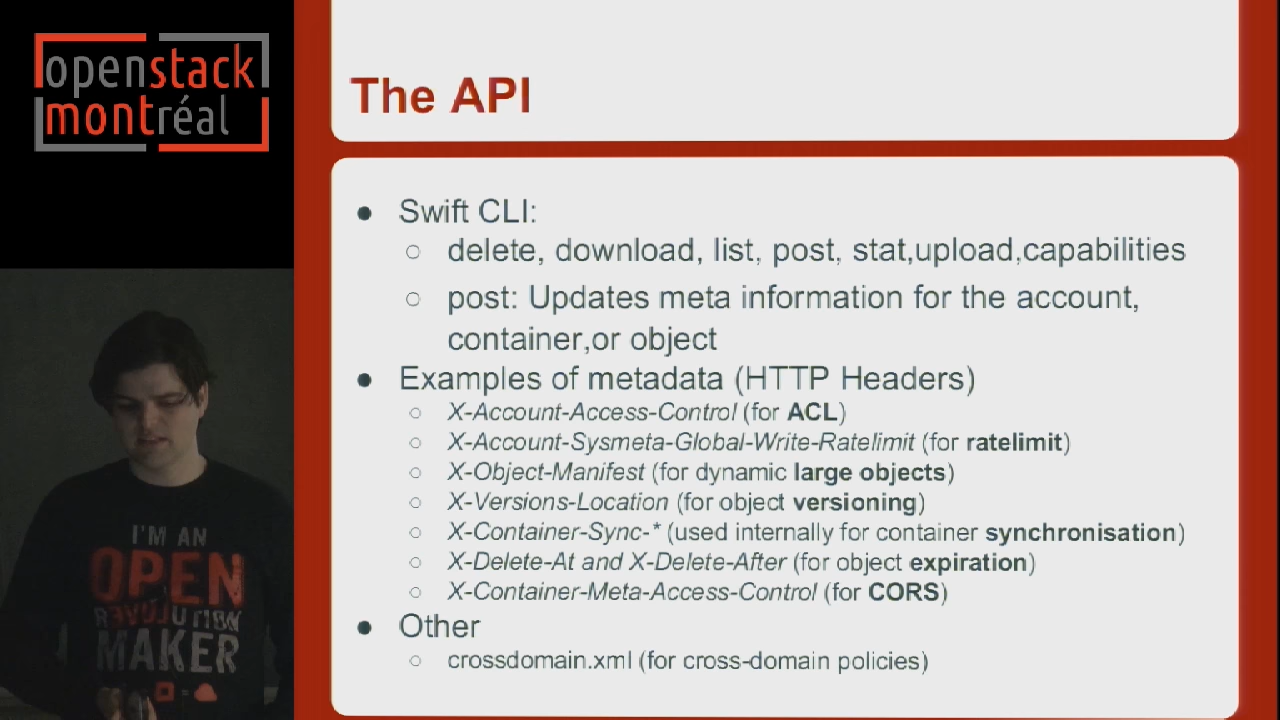 openstack
montréal
The API
● Swift CLI:
○ delete, download, list, post, stat,upload,capabilities
○ post: Updates meta information for the account,
container,or object
● Examples of metadata (HTTP Headers)
○ X-Account-Access-Control (for ACL)
○ X-Account-Sysmeta-Global-Write-Ratelimit (for ratelimit)
○ X-Object-Manifest (for dynamic large objects)
○ X-Versions-Location (for object versioning)
○ X-Container-Sync-* (used internally for container synchronisation)
○ X-Delete-At and X-Delete-After (for object expiration)
○ X-Container-Meta-Access-Control (for CORS)
● Other
○ crossdomain.xml (for cross-domain policies)
I'M AN
OPEN
REVOLUTION
MAKER